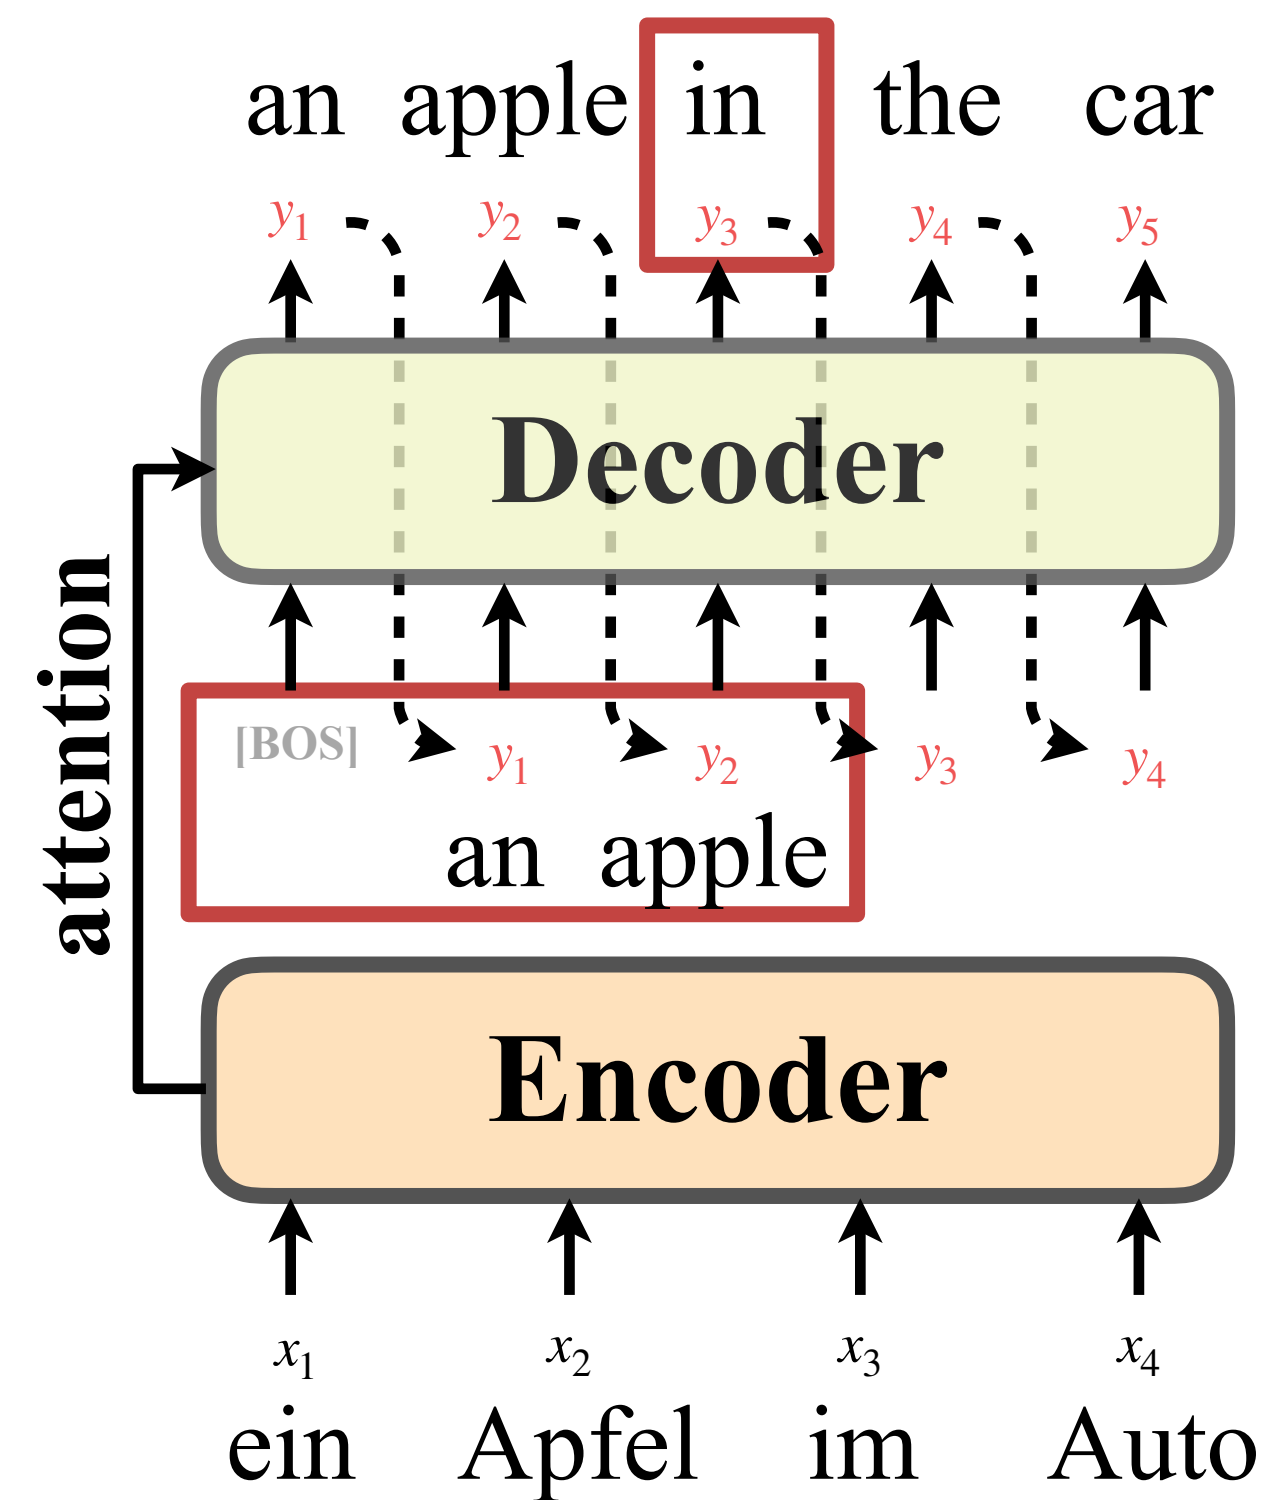 an apple in the car
y1 y2 y3 y4 y5
Decoder
attention
[BOS] y1 y2 y3 y4
an apple
Encoder
x1 x2 x3 x4
ein Apfel im Auto